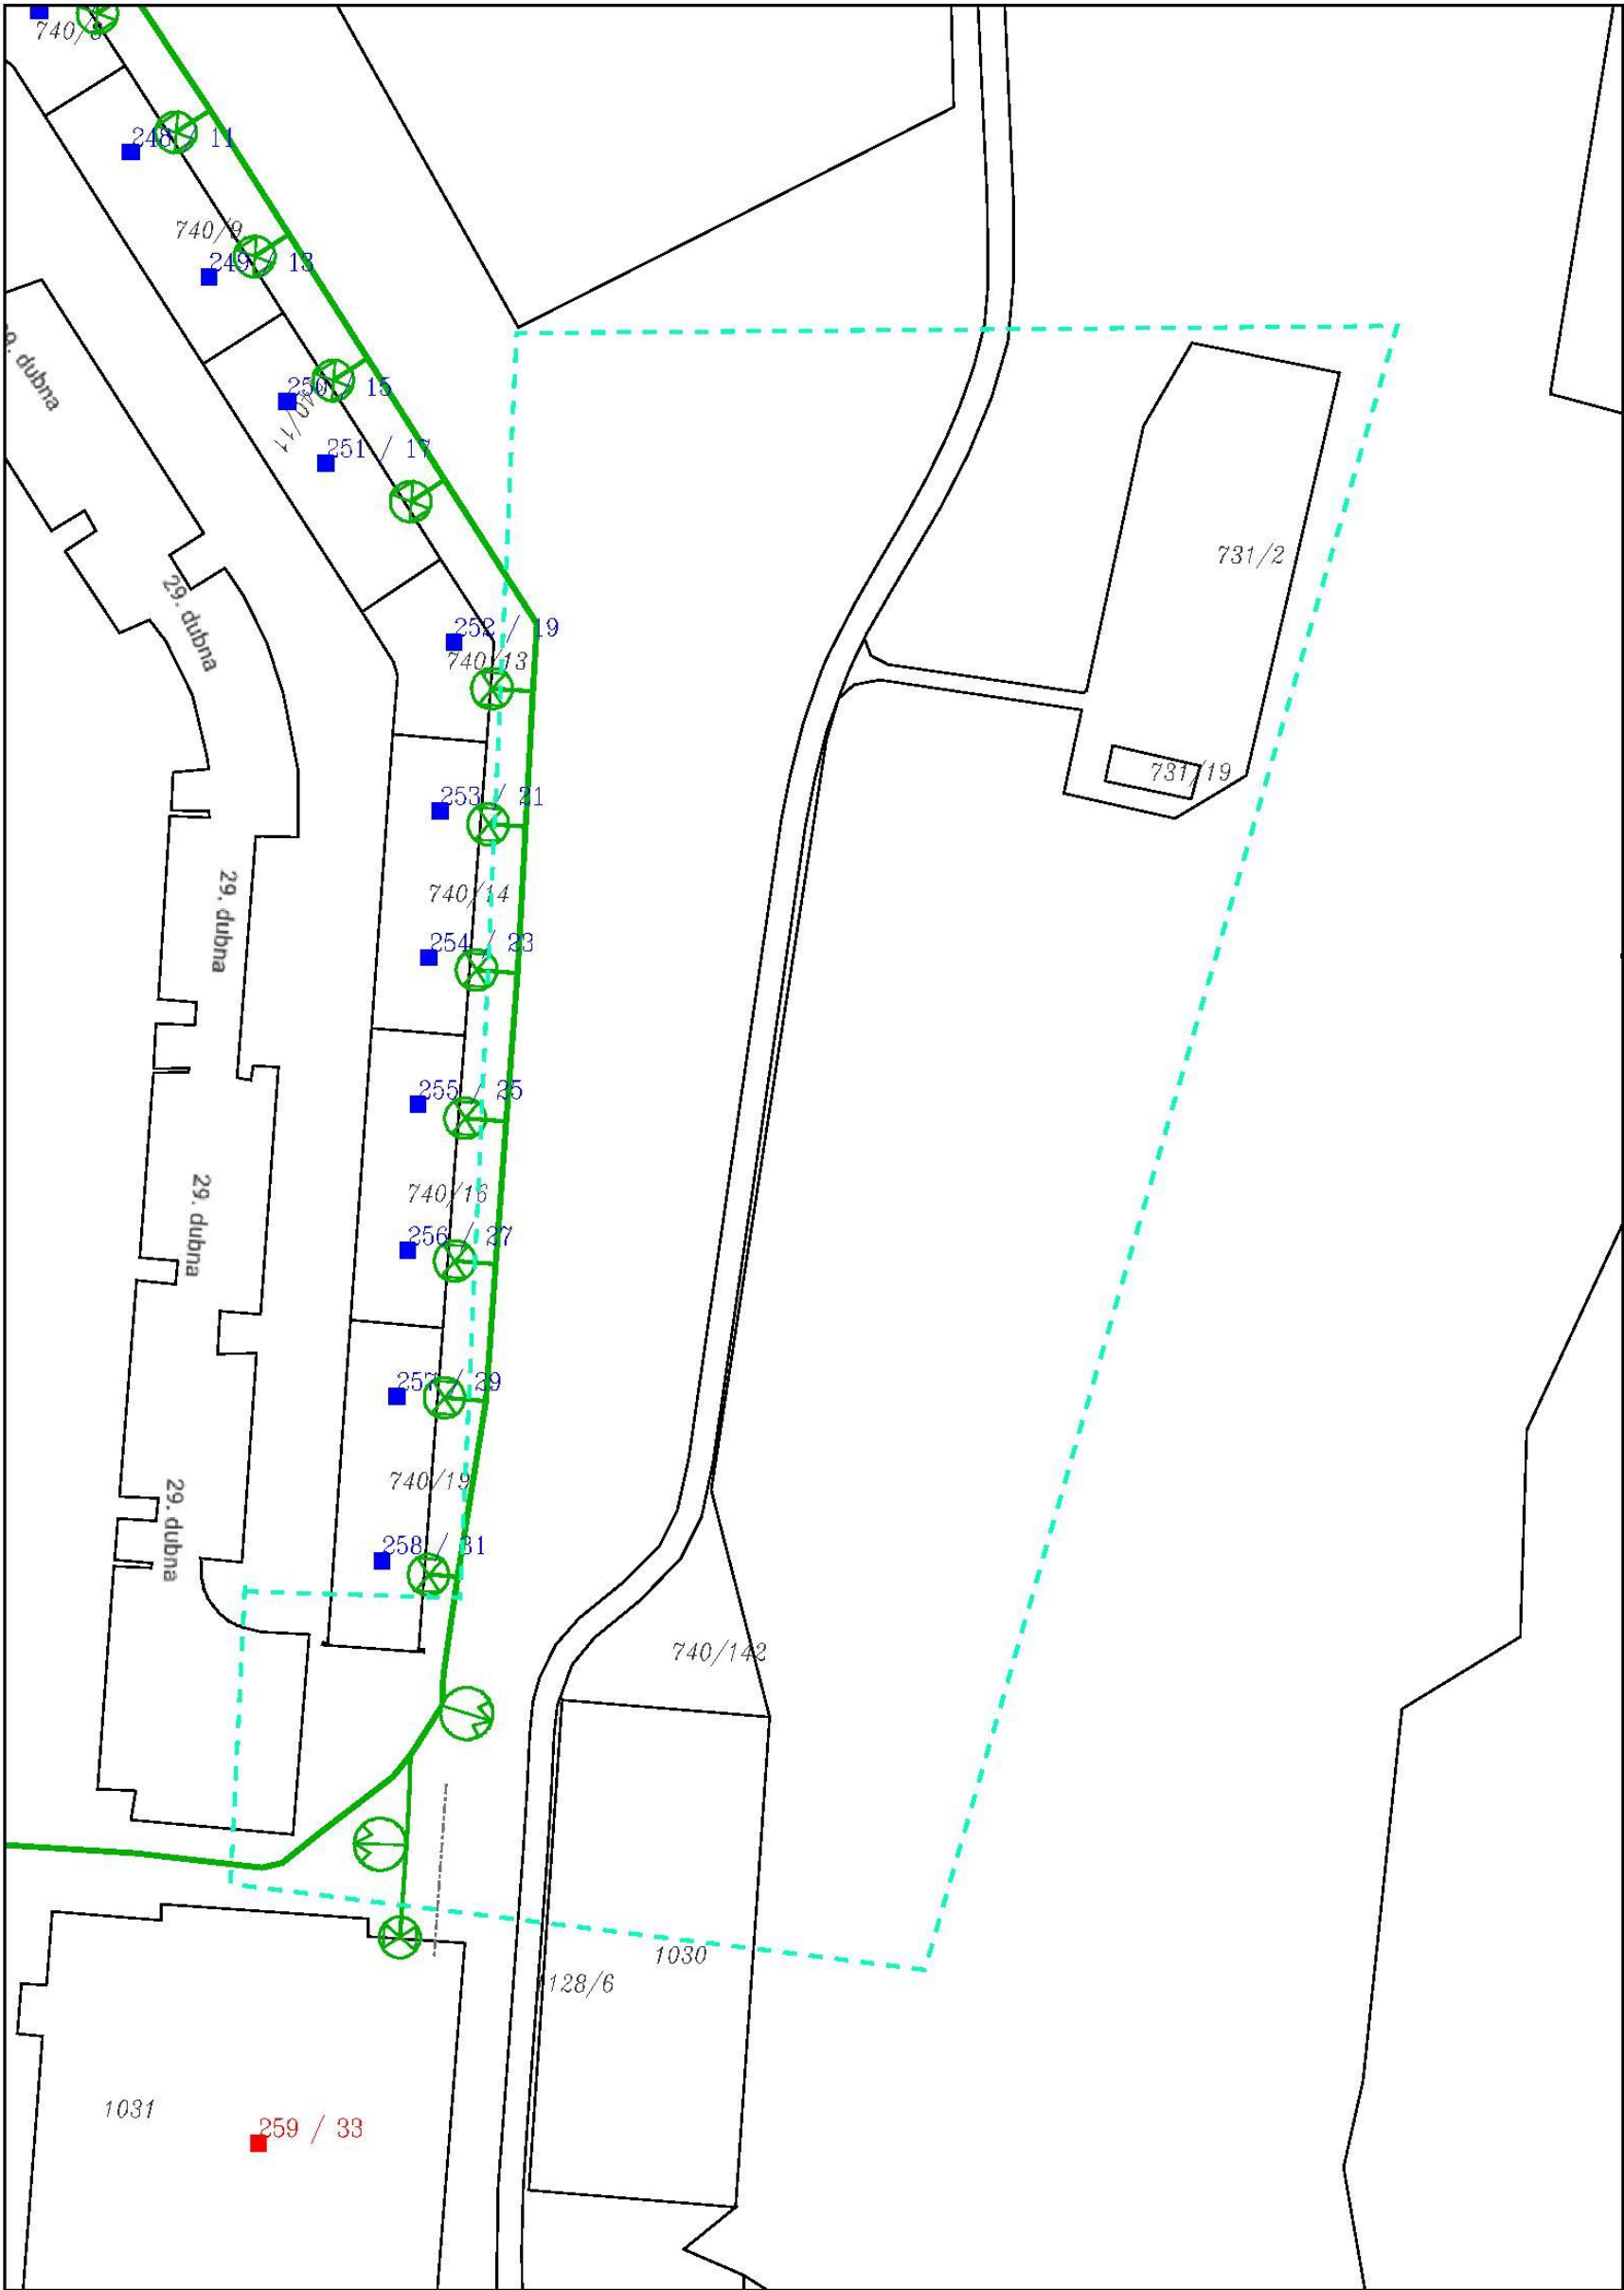 740/8
248 / 11
740/9
249 / 13
250 / 15
740/11
251 / 17
29. dubna
29. dubna
252 / 19
740/13
731/2
253 / 21
731/19
740/14
29. dubna
254 / 23
255 / 25
740/16
29. dubna
256 / 27
257 / 29
740/19
29. dubna
258 / 31
740/142
1030
1128/6
1031
259 / 33